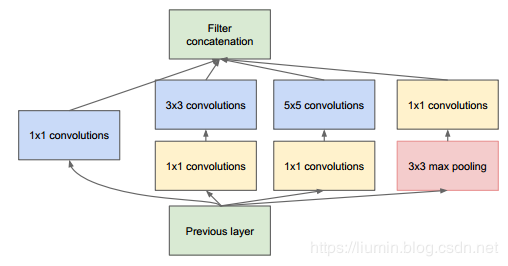 Filter
concatenation
3x3 convolutions
5x5 convolutions
1x1 convolutions
1x1 convolutions
1x1 convolutions
1x1 convolutions
3x3 max pooling
Previous layer
https://liumin.blog.csdn.net